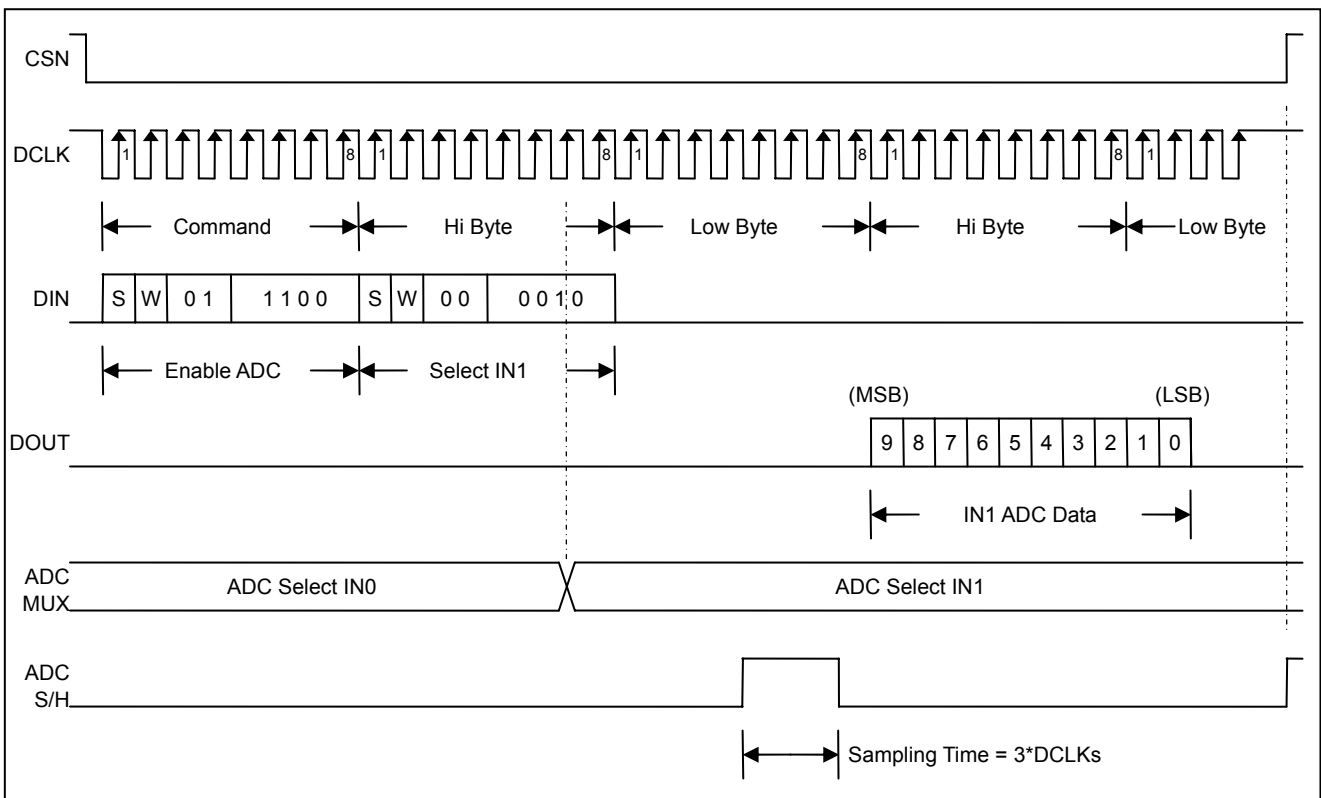 CSN
DCLK 1 8 1 8 1 8 1 8 1
Command Hi Byte Low Byte Hi Byte Low Byte
DIN S W 0 1 1 1 0 0 S W 0 0 0 0 1 0
Enable ADC Select IN1
(MSB) (LSB)
DOUT 9 8 7 6 5 4 3 2 1 0
IN1 ADC Data
ADC
MUX
ADC Select IN0 ADC Select IN1
ADC
S/H
Sampling Time = 3*DCLKs